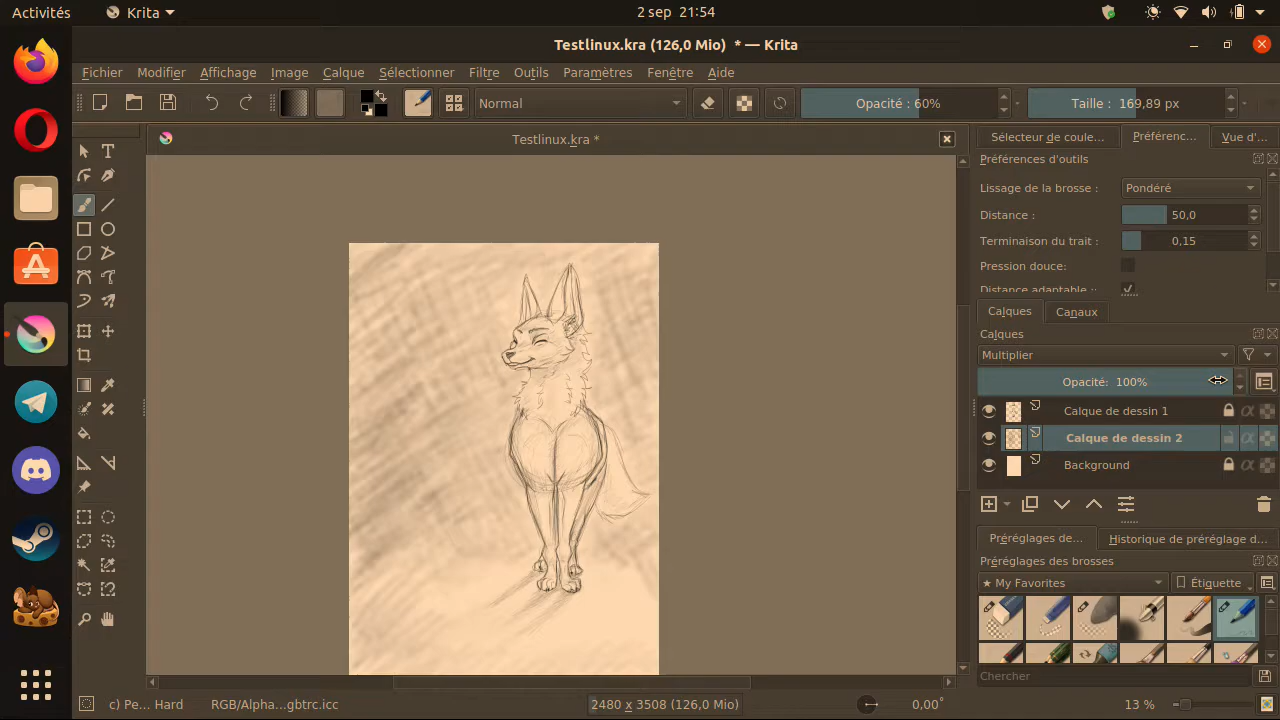 Activités
Krita
2 sep 21:54
Testlinux.kra (126,0 Mio) * — Krita
Fichier Modifier Affichage Image Calque Sélectionner Filtre Outils Paramètres Fenêtre Aide
Normal
Opacité : 60%
Taille : 169,89 px
Testlinux.kra *
Sélecteur de coule...
Préférenc...
Vue d'...
Préférences d'outils
Lissage de la brosse : Pondéré
Distance : 50,0
Terminaison du trait : 0,15
Pression douce:
Distance adaptable :
Calques
Canaux
Calques
Multiplier
Opacité: 100%
Calque de dessin 1
Calque de dessin 2
Background
Préréglages de...
Historique de préréglage d...
Préréglages des brosses
★ My Favorites
Étiquette
Chercher
c) Pe... Hard
RGB/Alpha...gbtrc.icc
2480 x 3508 (126,0 Mio)
0,00°
13 %